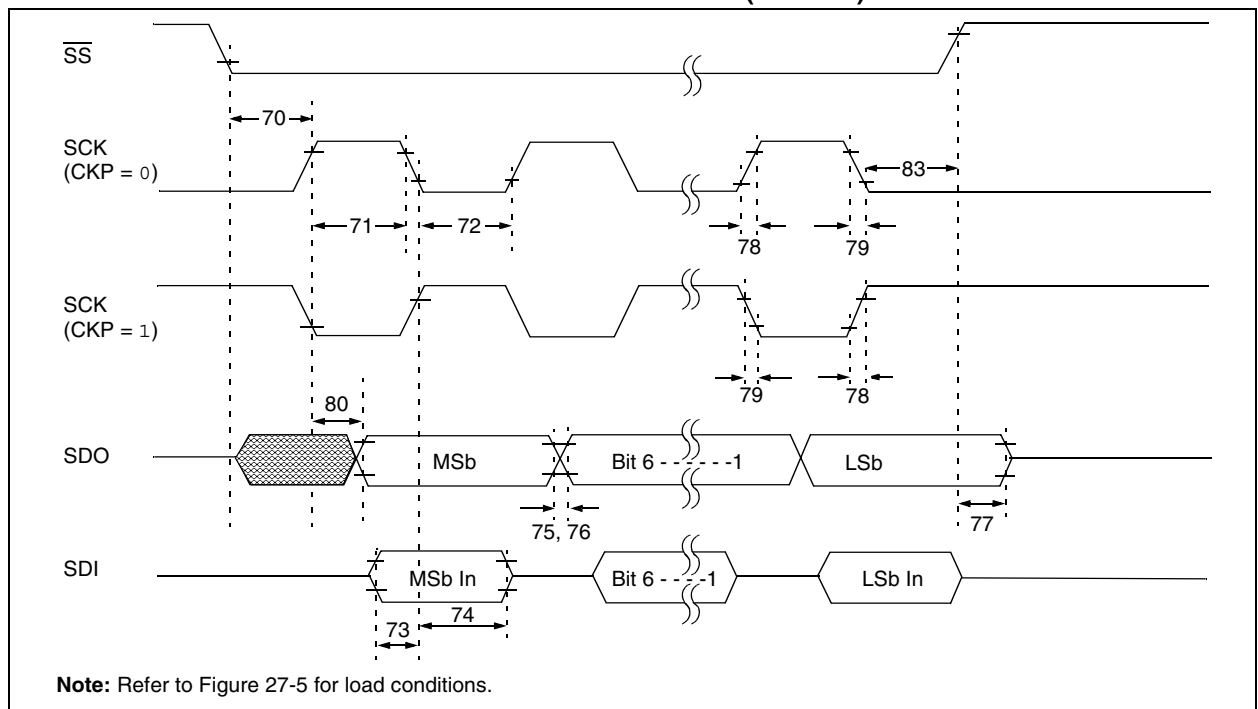 SS
70
SCK
(CKP = 0)
83
71
72
78
79
SCK
(CKP = 1)
79
78
80
SDO
MSb
Bit 6 - - - - - -1
LSb
75, 76
77
SDI
MSb In
Bit 6 - - - -1
LSb In
73
74
Note: Refer to Figure 27-5 for load conditions.